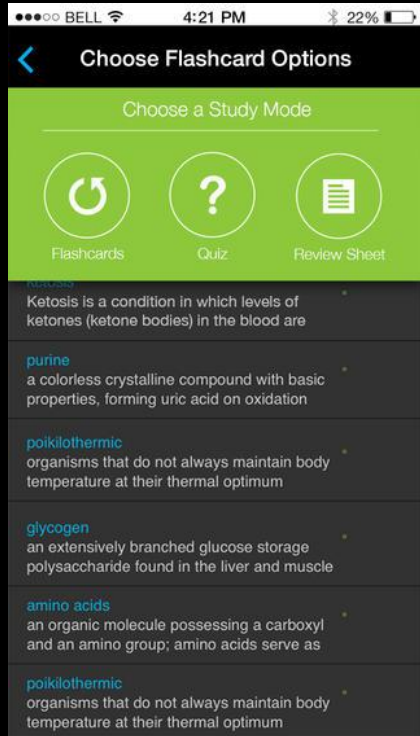 BELL 4:21 PM 22%
Choose Flashcard Options
Choose a Study Mode
Flashcards Quiz Review Sheet
ketosis
Ketosis is a condition in which levels of
ketones (ketone bodies) in the blood are
purine
a colorless crystalline compound with basic
properties, forming uric acid on oxidation
poikilothermic
organisms that do not always maintain body
temperature at their thermal optimum
glycogen
an extensively branched glucose storage
polysaccharide found in the liver and muscle
amino acids
an organic molecule possessing a carboxyl
and an amino group; amino acids serve as
poikilothermic
organisms that do not always maintain body
temperature at their thermal optimum